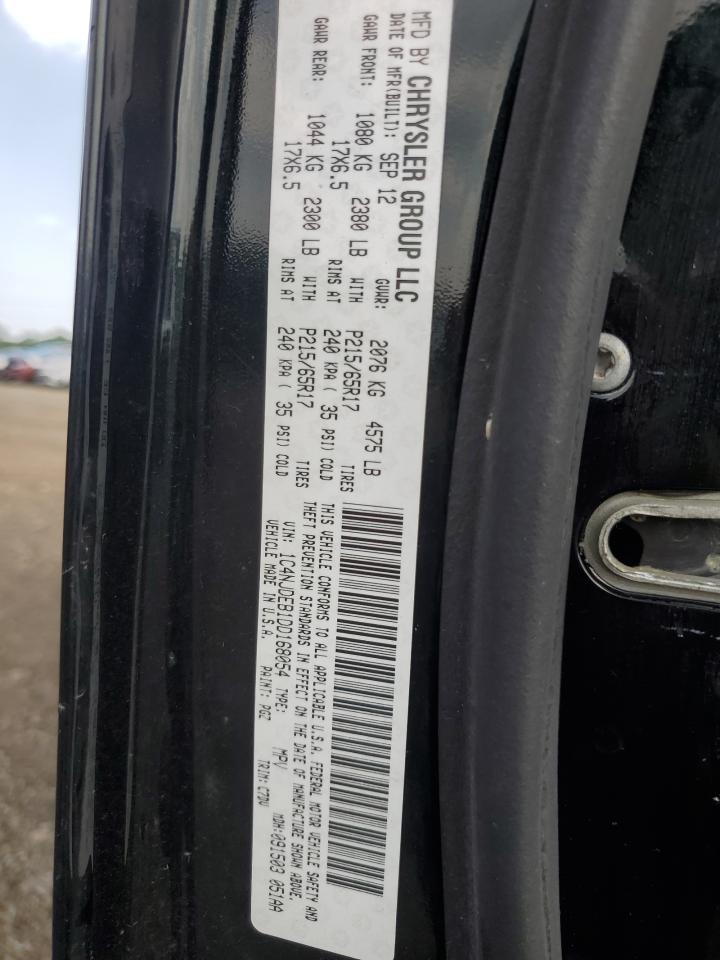 MFD BY CHRYSLER GROUP LLC
DATE OF MFR(BUILT): SEP 12 GVWR: 2076 KG 4575 LB
GAWR FRONT: 1080 KG 2380 LB WITH P215/65R17 TIRES
17X6.5 RIMS AT 240 KPA ( 35 PSI) COLD
GAWR REAR: 1044 KG 2300 LB WITH P215/65R17 TIRES
17X6.5 RIMS AT 240 KPA ( 35 PSI) COLD
THIS VEHICLE CONFORMS TO ALL APPLICABLE U.S.A. FEDERAL MOTOR VEHICLE SAFETY AND
THEFT PREVENTION STANDARDS IN EFFECT ON THE DATE OF MANUFACTURE SHOWN ABOVE.
VIN: 1C4NJDEB1DD168054 TYPE: MPV MDH:091503 051AA
VEHICLE MADE IN U.S.A. PAINT: PGZ TRIM: C7DV